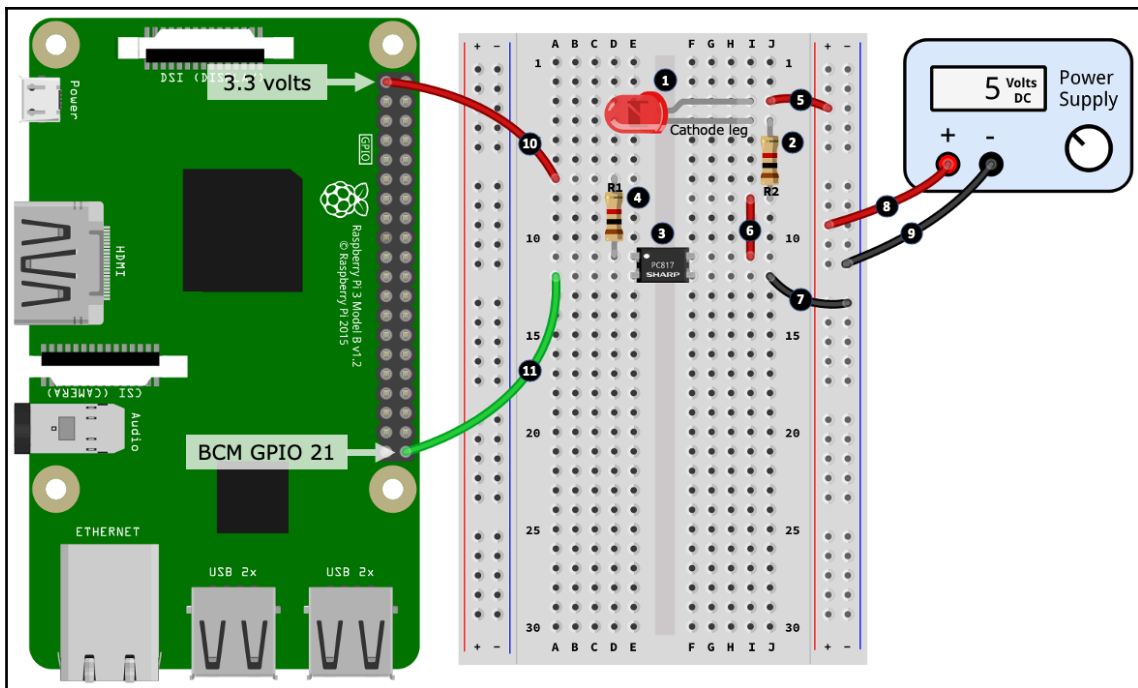 DSI (DISPLAY)
3.3 volts
Power
GPIO
Raspberry Pi 3 Model B v1.2
© Raspberry Pi 2015
HDMI
CSI (CAMERA)
Audio
BCM GPIO 21
ETHERNET
USB 2x
USB 2x
+ - A B C D E F G H I J + -
1 1
1
Cathode leg
5
2
10
R1
4
R2
3
6
10 10
PC817
SHARP
7
15 15
11
20 20
25 25
30 30
+ - A B C D E F G H I J + -
8
9
5 Volts
DC
Power
Supply
+ -